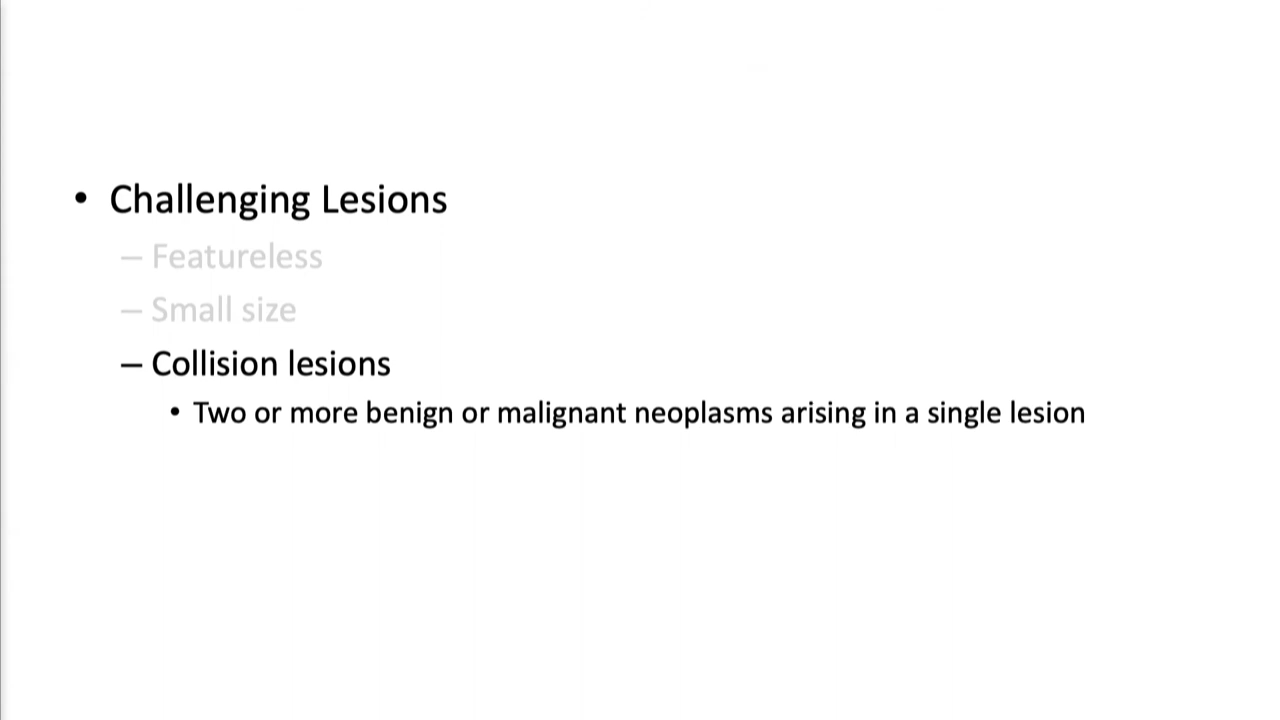 • Challenging Lesions
– Featureless
– Small size
– Collision lesions
• Two or more benign or malignant neoplasms arising in a single lesion